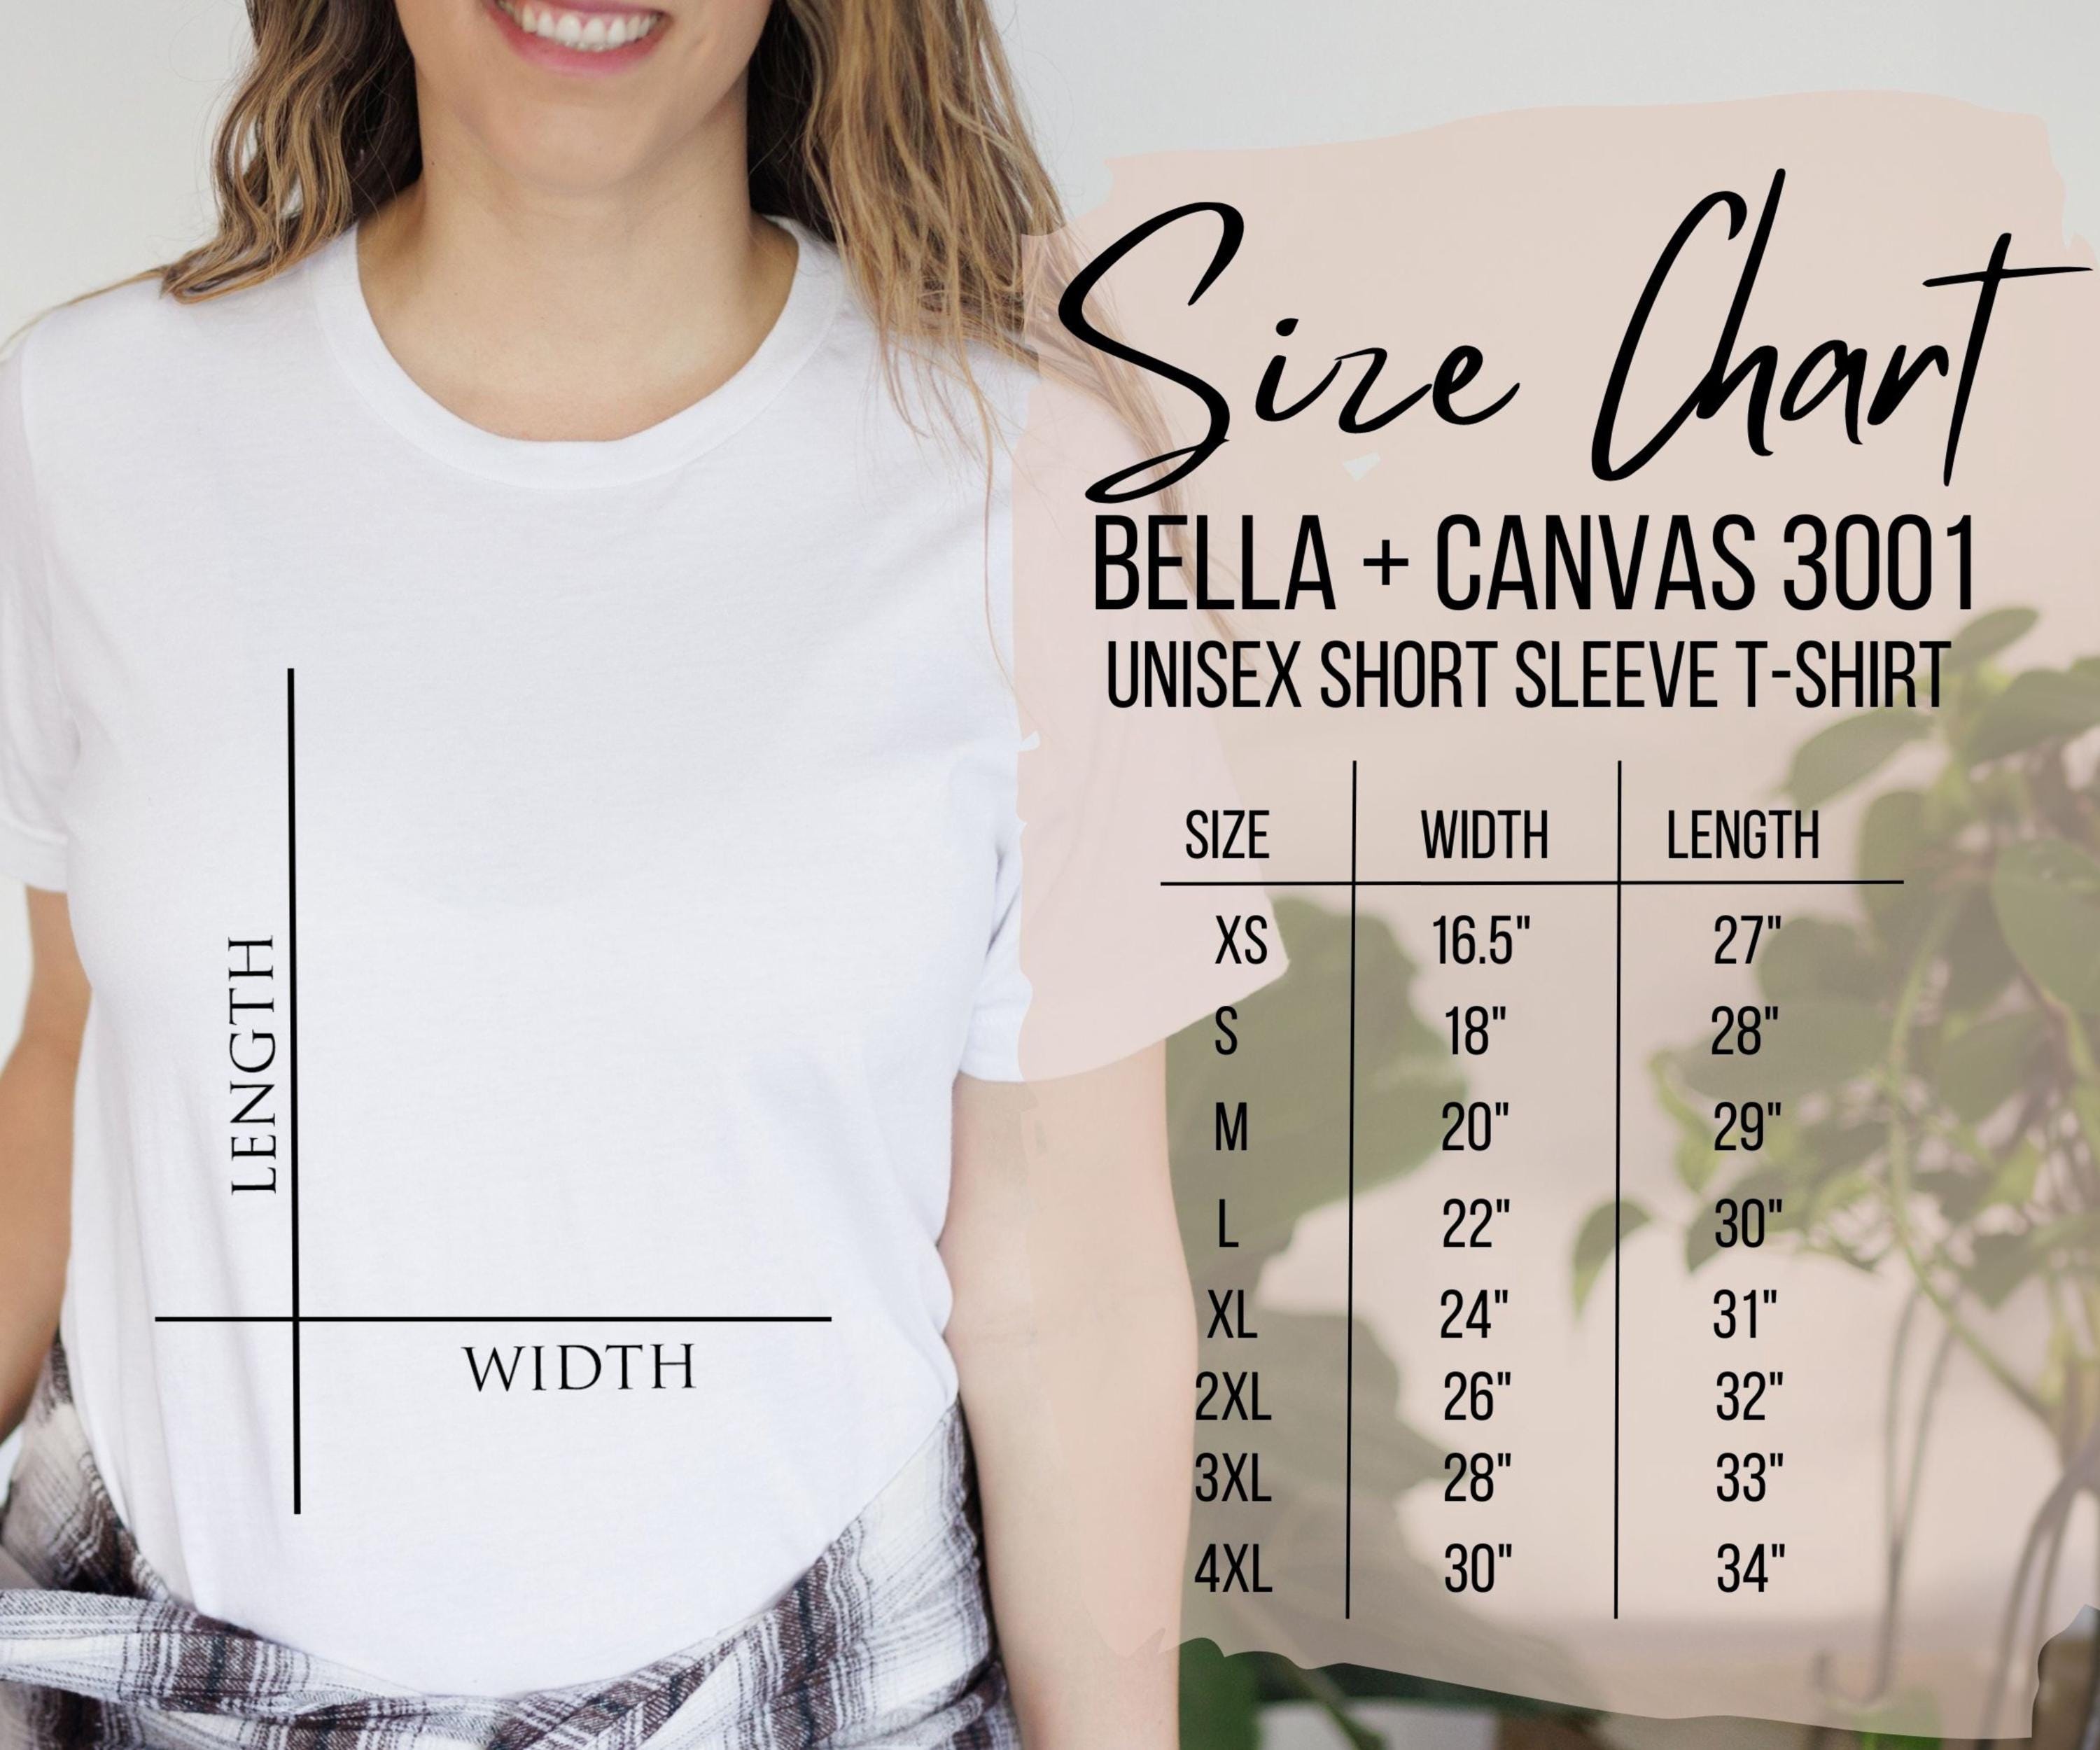 Size Chart
BELLA + CANVAS 3001
UNISEX SHORT SLEEVE T-SHIRT
SIZE WIDTH LENGTH
XS 16.5" 27"
S 18" 28"
M 20" 29"
L 22" 30"
XL 24" 31"
2XL 26" 32"
3XL 28" 33"
4XL 30" 34"
LENGTH
WIDTH